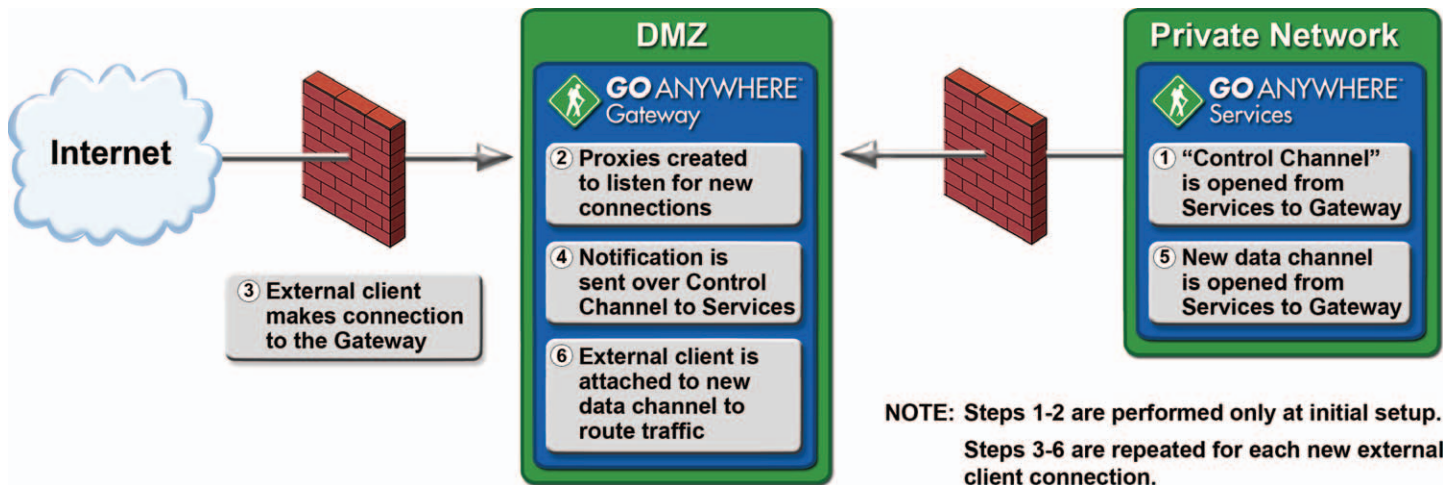 Internet
③ External client
makes connection
to the Gateway
DMZ
GO ANYWHERE™
Gateway
② Proxies created
to listen for new
connections
④ Notification is
sent over Control
Channel to Services
⑥ External client is
attached to new
data channel to
route traffic
Private Network
GO ANYWHERE™
Services
① “Control Channel”
is opened from
Services to Gateway
⑤ New data channel
is opened from
Services to Gateway
NOTE: Steps 1-2 are performed only at initial setup.
Steps 3-6 are repeated for each new external
client connection.